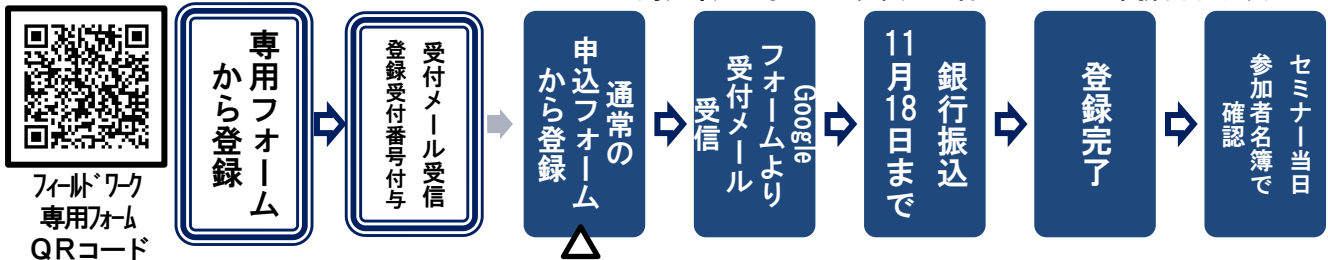 フィールドワーク
専用フォーム
QRコード
専用フォーム
から登録
受付メール受信
登録受付番号付与
通常の
申込フォーム
から登録
Google
フォームより
受付メール
受信
銀行振込
11月18日まで
登録完了
セミナー当日
参加者名簿で
確認